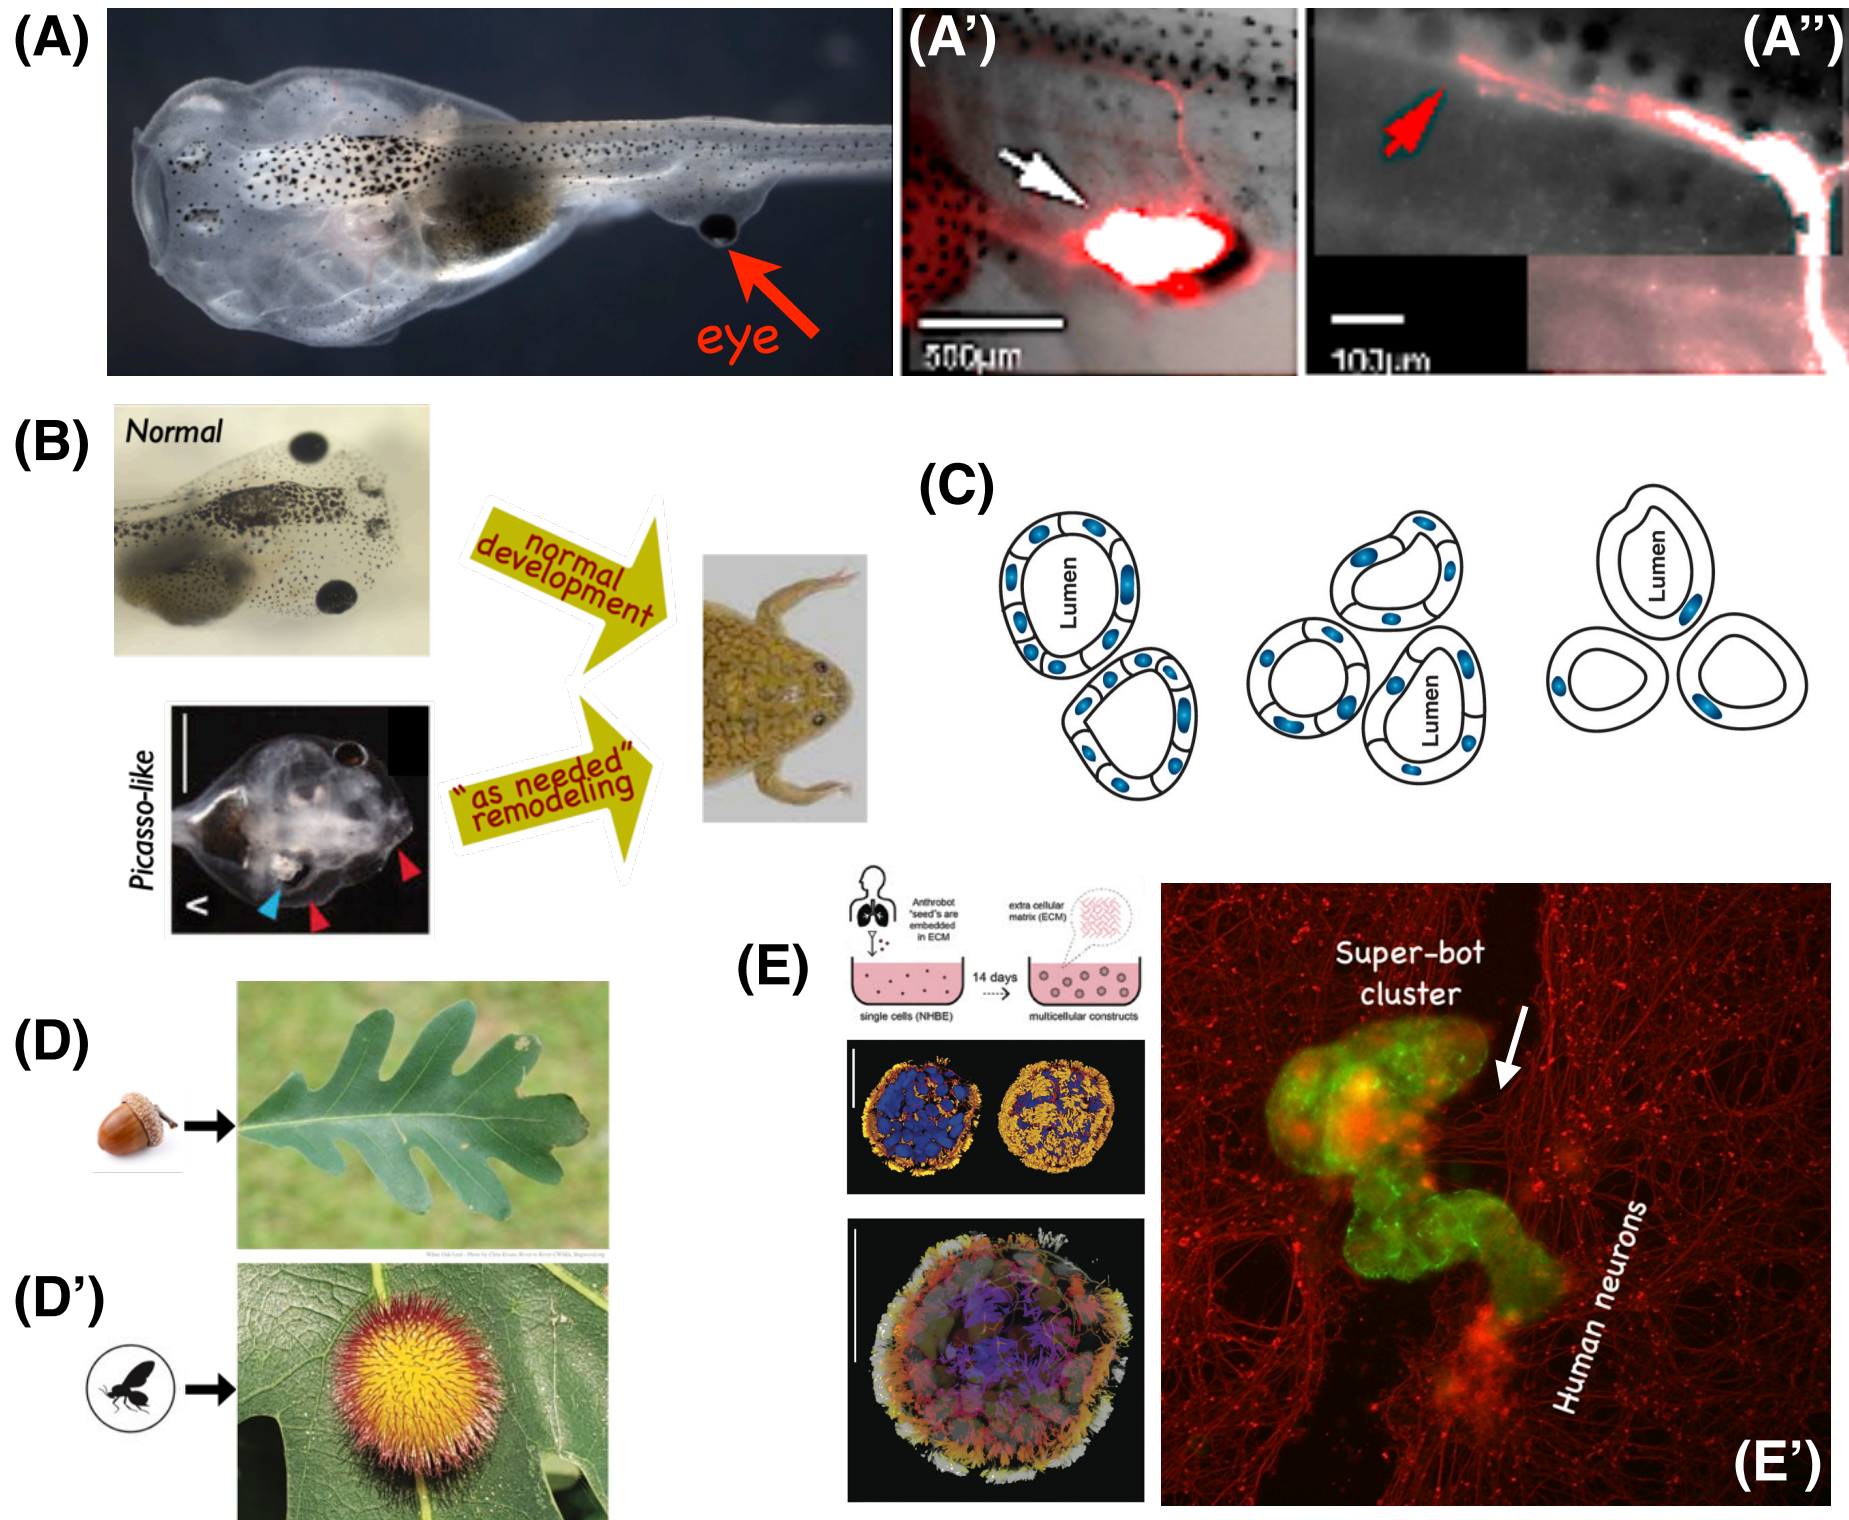 (A)
eye
(A')
500µm
(A'')
100µm
(B)
Normal
normal
development
Picasso-like
<
"as needed"
remodeling
(C)
Lumen
Lumen
Lumen
(D)
(D')
(E)
Anthrobot
"seed"s are
embedded
in ECM
extra cellular
matrix (ECM)
14 days
single cells (NHBE)
multicellular constructs
Super-bot
cluster
Human neurons
(E')